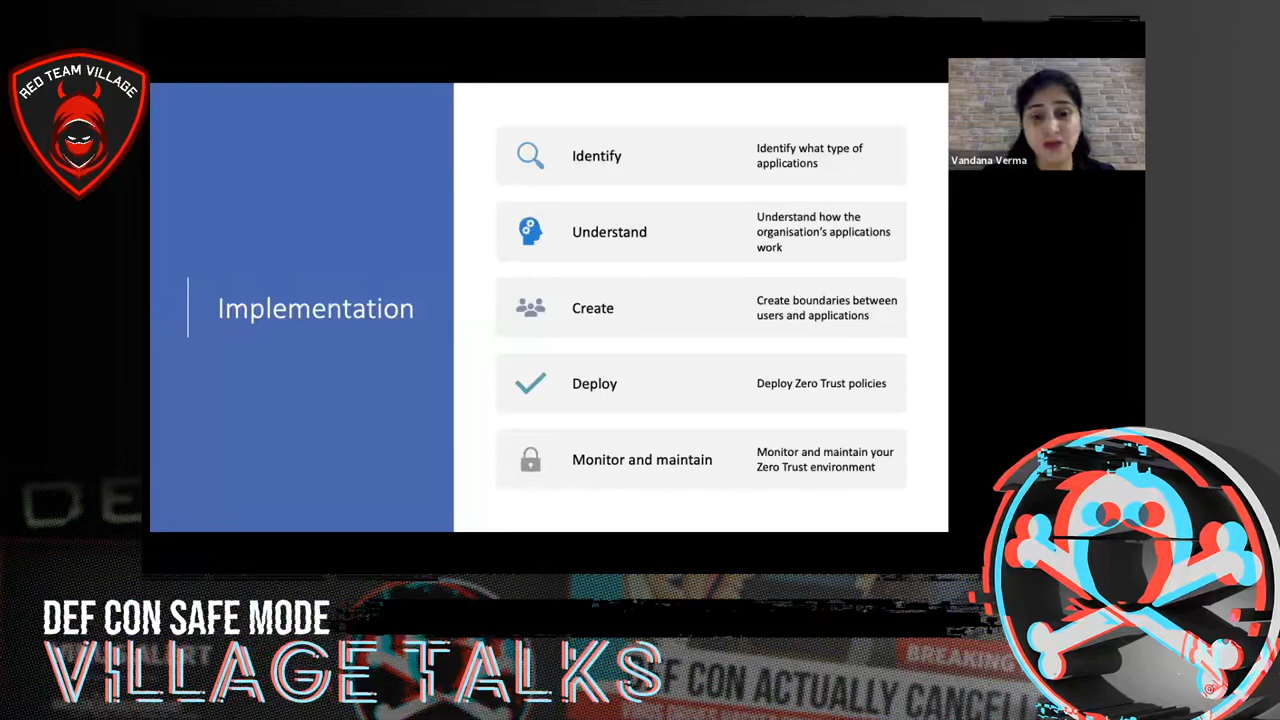 RED TEAM VILLAGE
Identify
Identify what type of
applications
Vandana Verma
Understand
Understand how the
organisation's applications
work
Implementation
Create
Create boundaries between
users and applications
Deploy
Deploy Zero Trust policies
Monitor and maintain
Monitor and maintain your
Zero Trust environment
DE
DEF CON SAFE MODE
VILLAGE TALKS
BREAKING
F CON ACTUALLY CANCELL